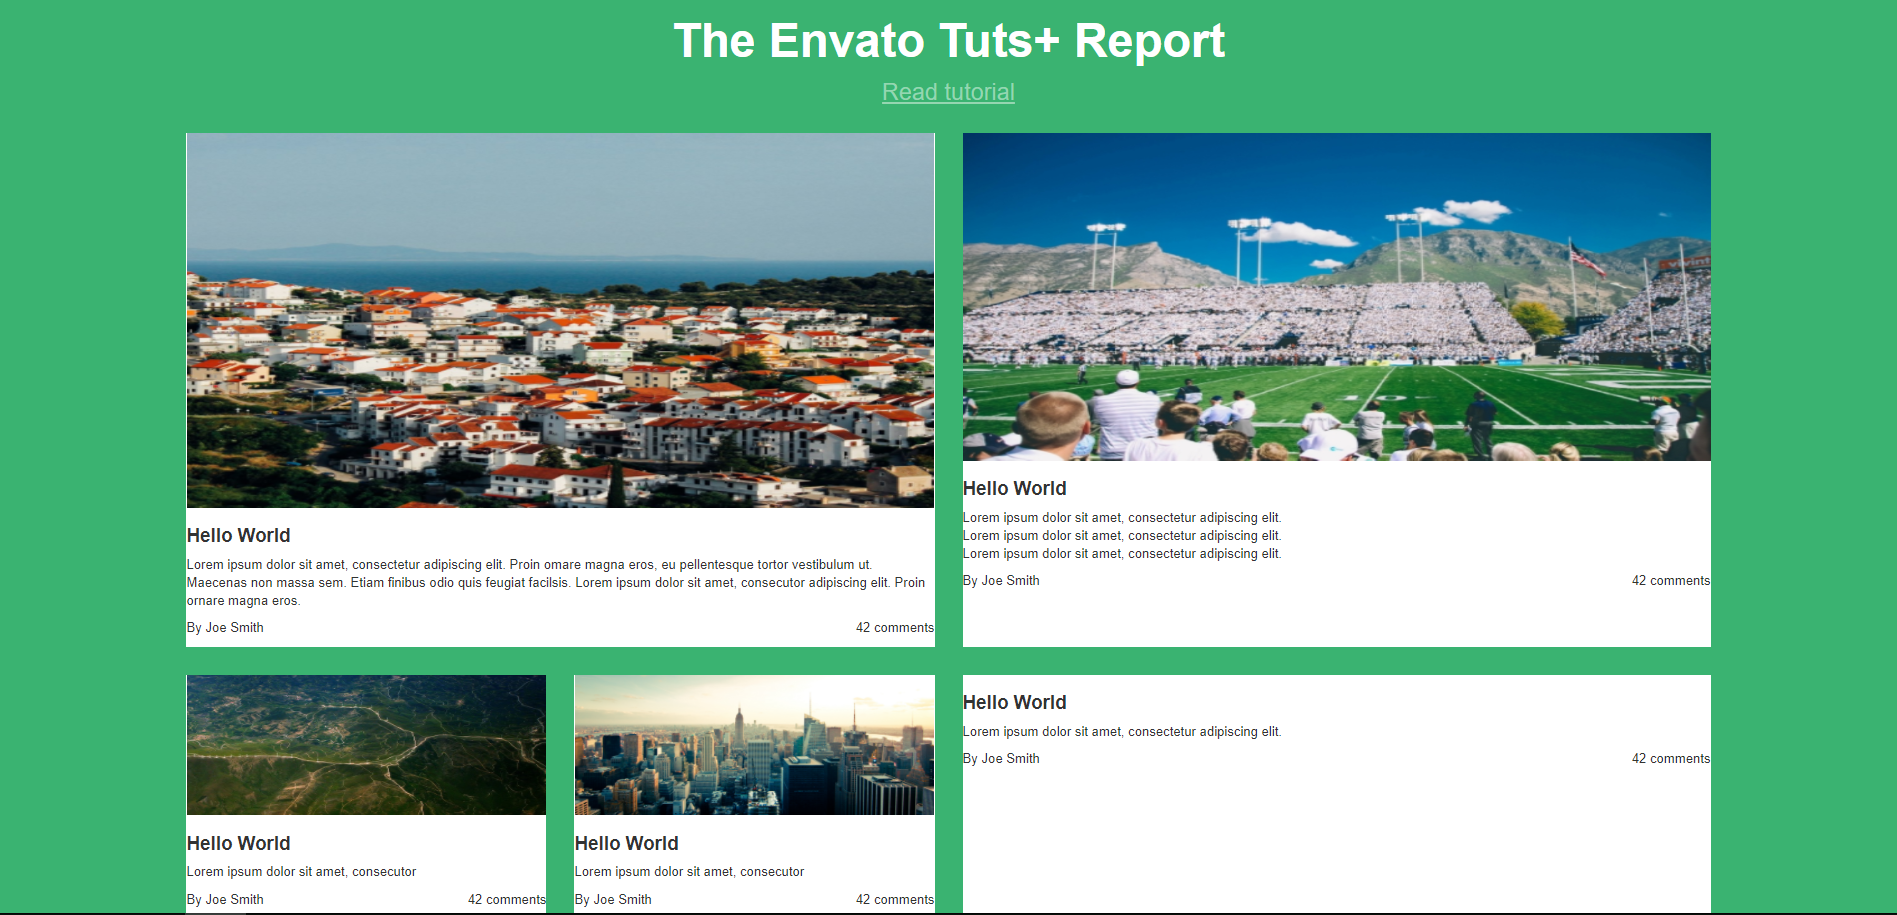 The Envato Tuts+ Report
Read tutorial
Hello World
Lorem ipsum dolor sit amet, consectetur adipiscing elit. Proin ornare magna eros, eu pellentesque tortor vestibulum ut.
Maecenas non massa sem. Etiam finibus odio quis feugiat facilsis. Lorem ipsum dolor sit amet, consecutor adipiscing elit. Proin
ornare magna eros.
By Joe Smith
42 comments
Hello World
Lorem ipsum dolor sit amet, consectetur adipiscing elit.
Lorem ipsum dolor sit amet, consectetur adipiscing elit.
Lorem ipsum dolor sit amet, consectetur adipiscing elit.
By Joe Smith
42 comments
Hello World
Lorem ipsum dolor sit amet, consecutor
By Joe Smith
42 comments
Hello World
Lorem ipsum dolor sit amet, consecutor
By Joe Smith
42 comments
Hello World
Lorem ipsum dolor sit amet, consectetur adipiscing elit.
By Joe Smith
42 comments